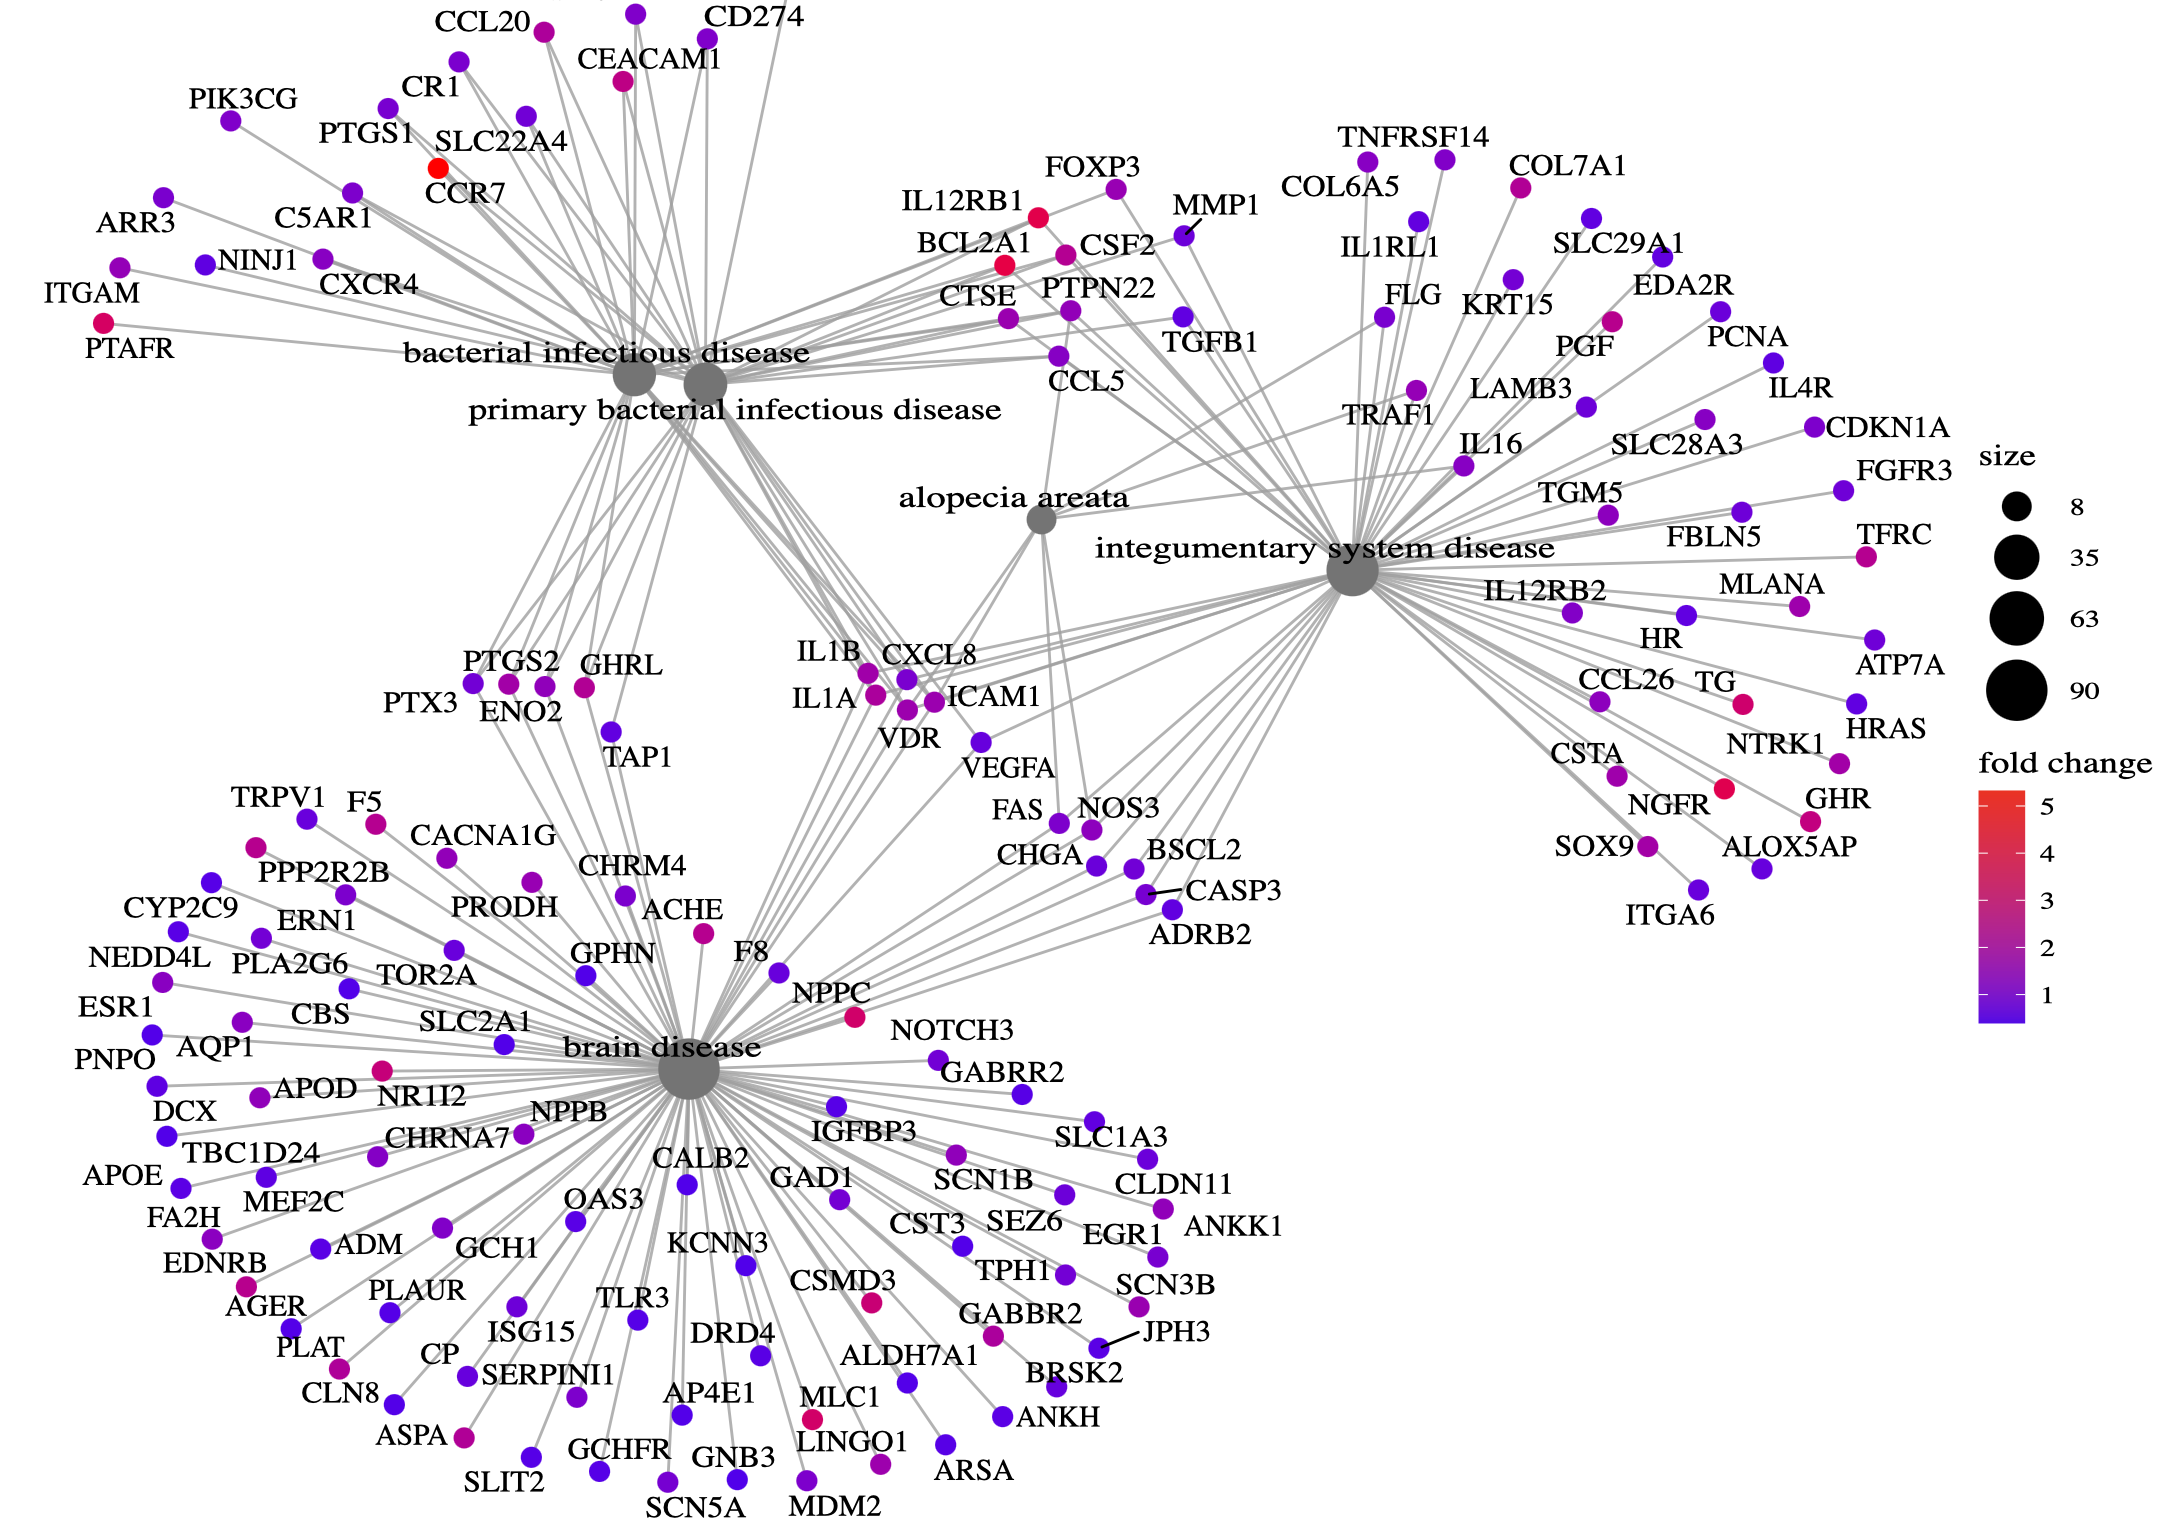 CCL20
CD274
CEACAM1
CR1
PIK3CG
PTGS1
SLC22A4
CCR7
ARR3
C5AR1
NINJ1
CXCR4
ITGAM
PTAFR
bacterial infectious disease
primary bacterial infectious disease
FOXP3
IL12RB1
MMP1
BCL2A1
CSF2
CTSE
PTPN22
TGFB1
CCL5
TNFRSF14
COL6A5
COL7A1
IL1RL1
SLC29A1
EDA2R
FLG
KRT15
PGF
PCNA
LAMB3
IL4R
TRAF1
SLC28A3
CDKN1A
IL16
FGFR3
TGM5
FBLN5
TFRC
alopecia areata
integumentary system disease
IL12RB2
MLANA
HR
ATP7A
CCL26
TG
HRAS
NTRK1
CSTA
NGFR
GHR
SOX9
ALOX5AP
ITGA6
size
8
35
63
90
fold change
5
4
3
2
1
PTGS2
GHRL
PTX3
ENO2
TAP1
IL1B
CXCL8
IL1A
ICAM1
VDR
VEGFA
FAS
NOS3
CHGA
BSCL2
CASP3
ADRB2
TRPV1
F5
CACNA1G
PPP2R2B
CHRM4
CYP2C9
ERN1
PRODH
ACHE
NEDD4L
PLA2G6
TOR2A
GPHN
F8
NPPC
ESR1
CBS
SLC2A1
PNPO
AQP1
brain disease
NOTCH3
GABRR2
DCX
APOD
NR1I2
NPPB
IGFBP3
SLC1A3
TBC1D24
CHRNA7
APOE
MEF2C
CALB2
GAD1
SCN1B
CLDN11
FA2H
OAS3
CST3
SEZ6
EGR1
ANKK1
EDNRB
ADM
GCH1
KCNN3
CSMD3
TPH1
SCN3B
AGER
PLAUR
TLR3
GABBR2
JPH3
PLAT
ISG15
DRD4
CP
SERPINI1
ALDH7A1
BRSK2
CLN8
AP4E1
MLC1
ANKH
ASPA
LINGO1
SLIT2
GCHFR
GNB3
ARSA
SCN5A
MDM2